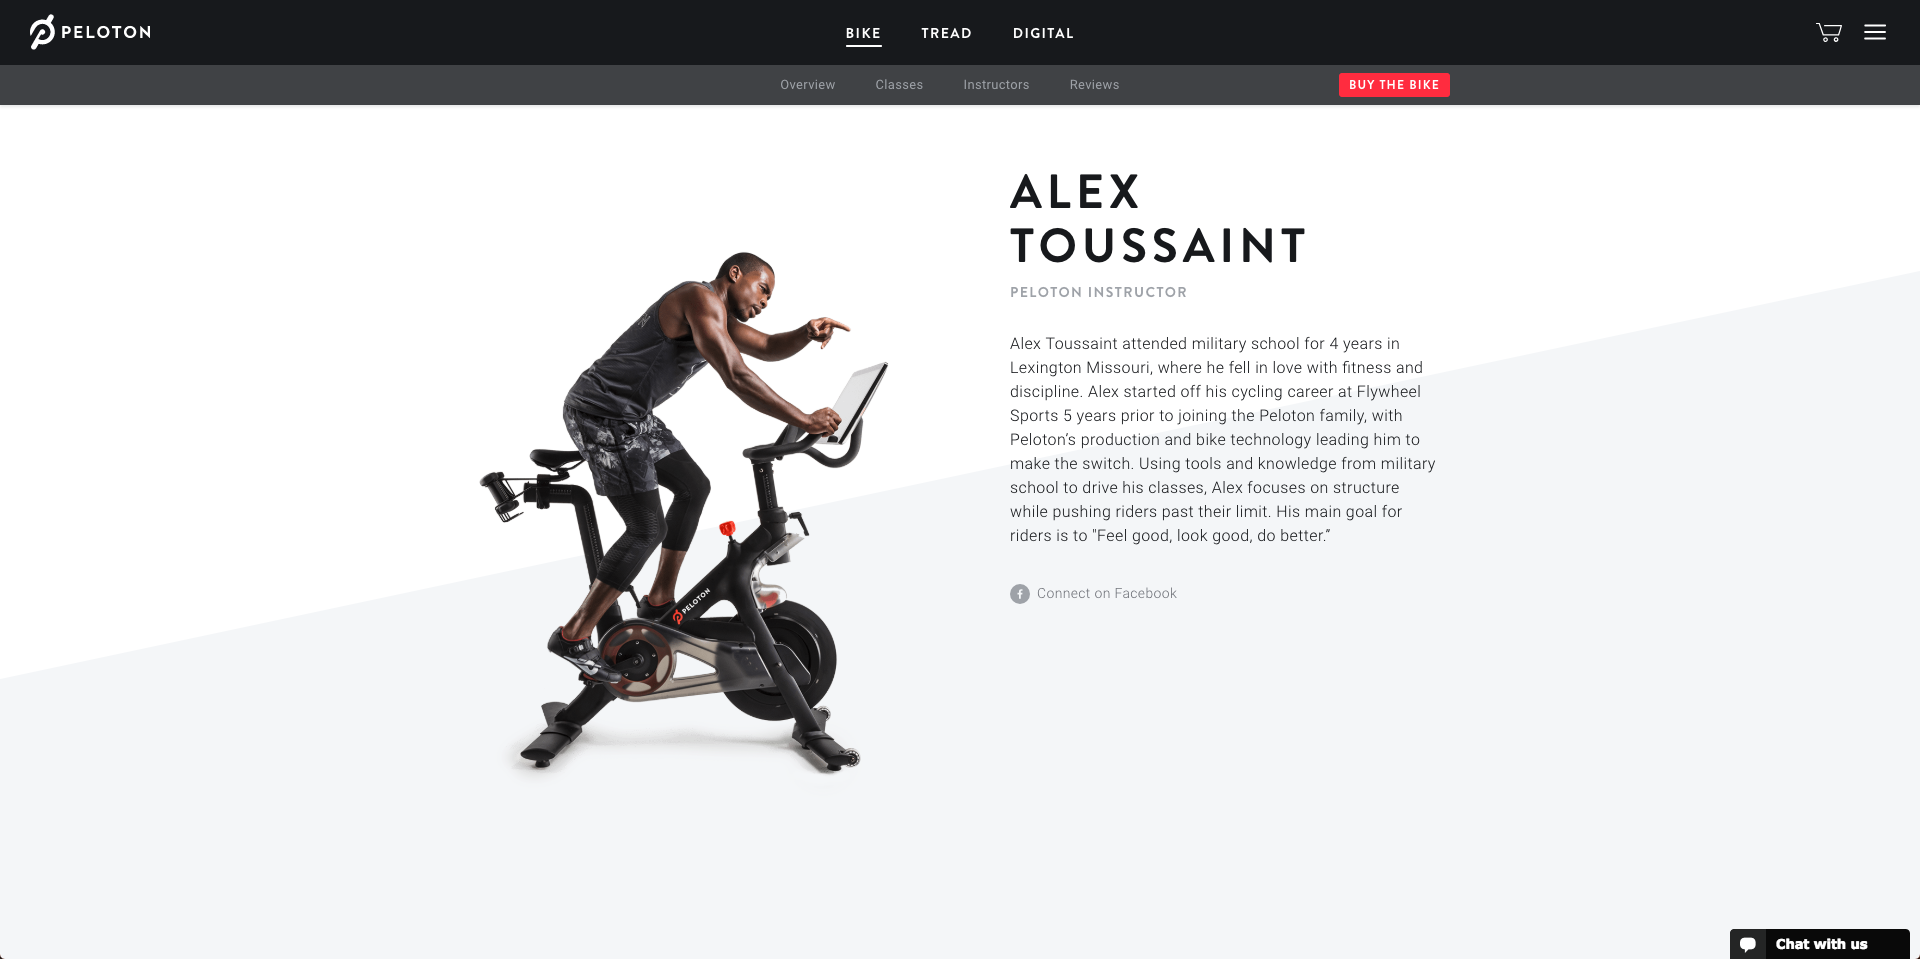 PELOTON
BIKE TREAD DIGITAL
Overview Classes Instructors Reviews
BUY THE BIKE
ALEX
TOUSSAINT
PELOTON INSTRUCTOR
Alex Toussaint attended military school for 4 years in
Lexington Missouri, where he fell in love with fitness and
discipline. Alex started off his cycling career at Flywheel
Sports 5 years prior to joining the Peloton family, with
Peloton’s production and bike technology leading him to
make the switch. Using tools and knowledge from military
school to drive his classes, Alex focuses on structure
while pushing riders past their limit. His main goal for
riders is to "Feel good, look good, do better.”
Connect on Facebook
PELOTON
Chat with us